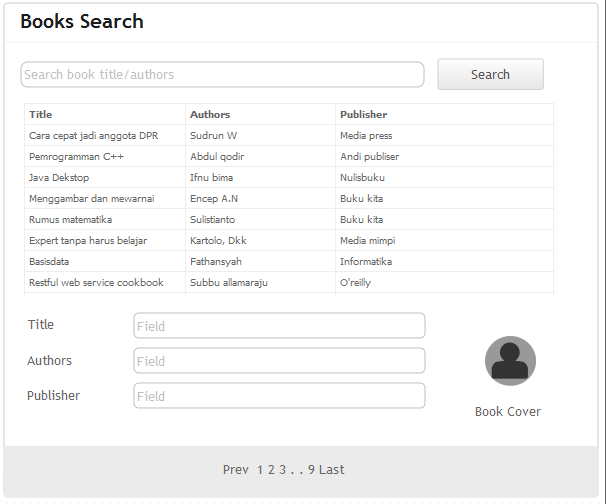 Books Search
Search book title/authors Search
Title Authors Publisher
Cara cepat jadi anggota DPR Sudrun W Media press
Pemrogramman C++ Abdul qodir Andi publiser
Java Dekstop Ifnu bima Nulisbuku
Menggambar dan mewarnai Encep A.N Buku kita
Rumus matematika Sulistianto Buku kita
Expert tanpa harus belajar Kartolo, Dkk Media mimpi
Basisdata Fathansyah Informatika
Restful web service cookbook Subbu allamaraju O'reilly
Title Field
Authors Field
Publisher Field
Book Cover
Prev 1 2 3 . . 9 Last